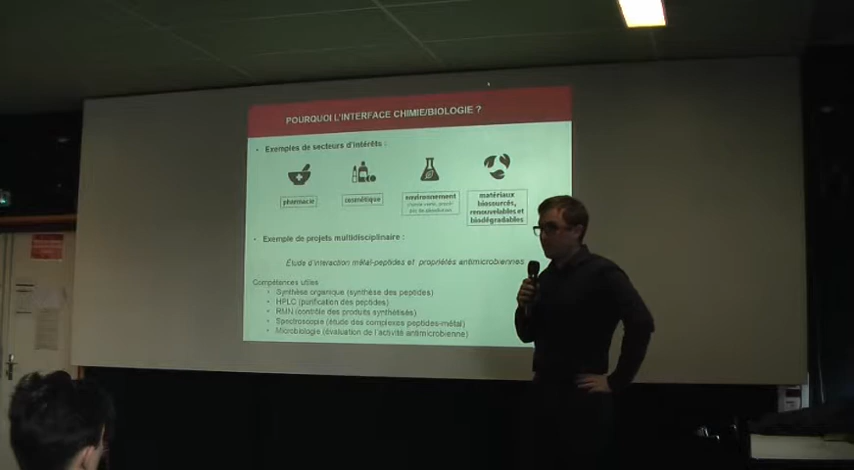 POURQUOI L'INTERFACE CHIMIE/BIOLOGIE ?
• Exemples de secteurs d'intérêts :
pharmacie
cosmétique
environnement
matériaux
biosourcés,
renouvelables et
biodégradables
• Exemple de projets multidisciplinaire :
Étude d'interaction métal-peptides et propriétés antimicrobiennes
Compétences utiles
• Synthèse organique (synthèse des peptides)
• HPLC (purification des peptides)
• RMN (contrôle des produits synthétisés)
• Spectroscopie (étude des complexes peptides-métal)
• Microbiologie (évaluation de l'activité antimicrobienne)